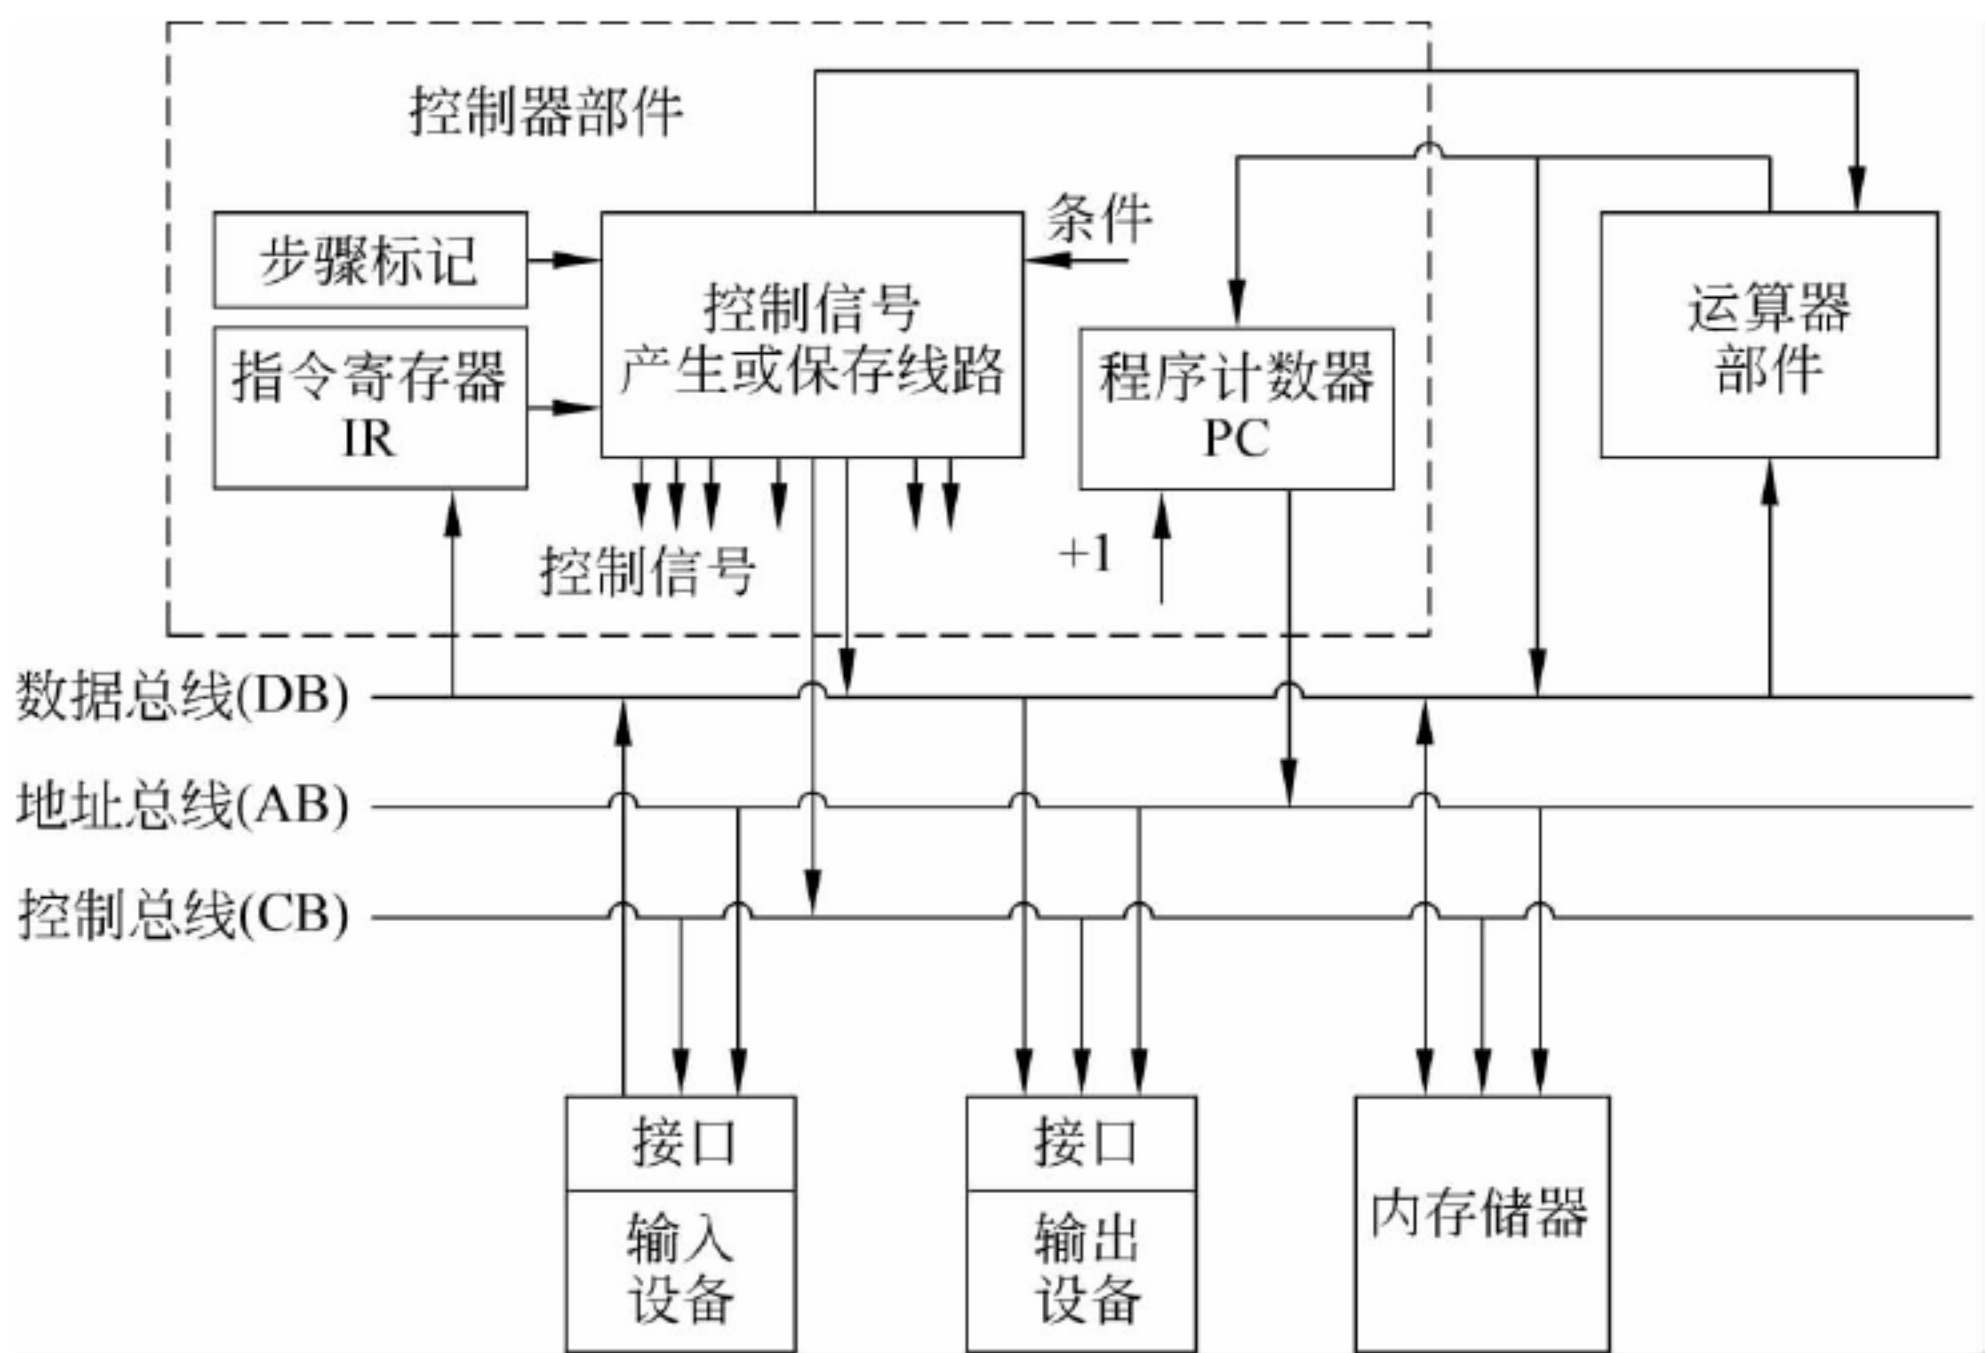 控制器部件
步骤标记
条件
控制信号
产生或保存线路
指令寄存器
IR
程序计数器
PC
运算器
部件
控制信号
+1
数据总线(DB)
地址总线(AB)
控制总线(CB)
接口
输入
设备
接口
输出
设备
内存储器